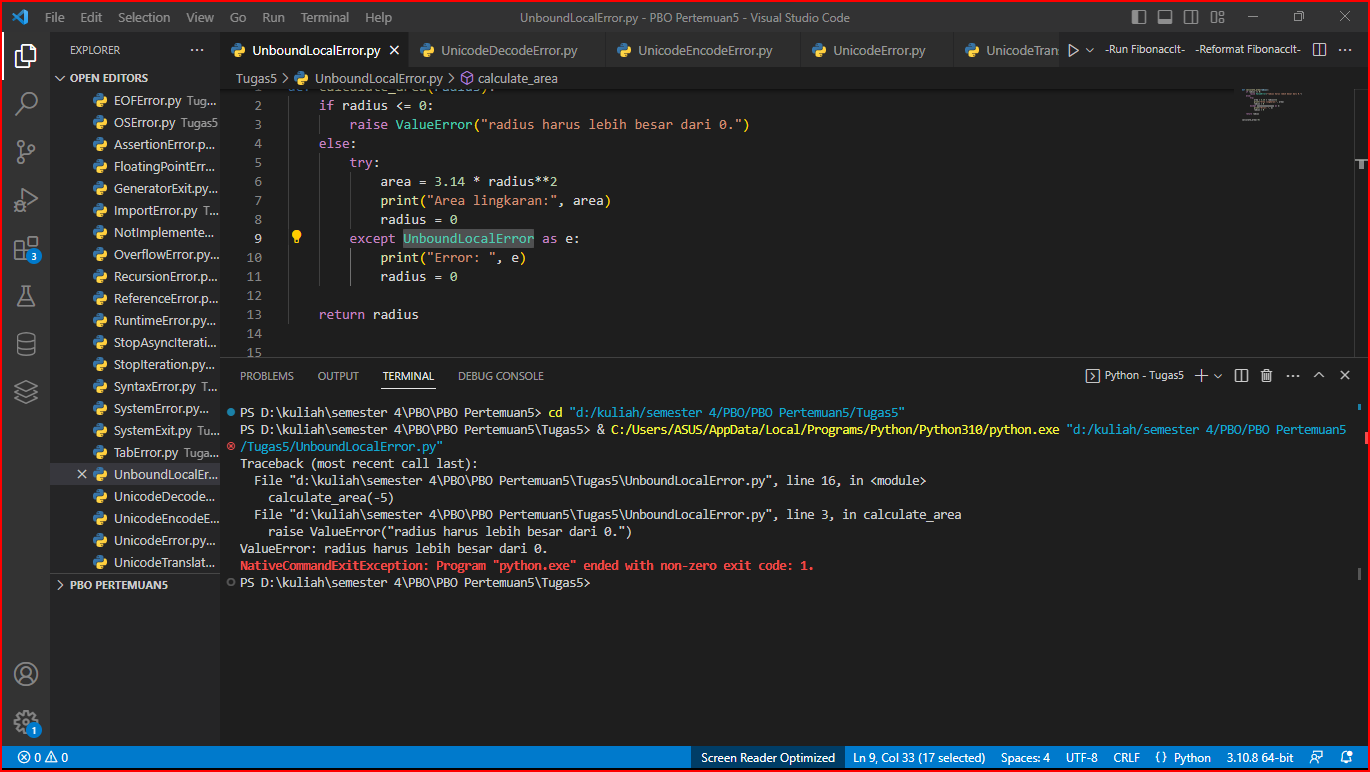 File Edit Selection View Go Run Terminal Help
UnboundLocalError.py - PBO Pertemuan5 - Visual Studio Code
EXPLORER
OPEN EDITORS
EOFError.py Tug...
OSError.py Tugas5
AssertionError.p...
FloatingPointErr...
GeneratorExit.py...
ImportError.py T...
NotImplemente...
OverflowError.py...
RecursionError.p...
ReferenceError.p...
RuntimeError.py...
StopAsyncIterati...
StopIteration.py...
SyntaxError.py T...
SystemError.py...
SystemExit.py Tu...
TabError.py Tuga...
UnboundLocalEr...
UnicodeDecode...
UnicodeEncodeE...
UnicodeError.py...
UnicodeTranslat...
PBO PERTEMUAN5
3
1
UnboundLocalError.py
UnicodeDecodeError.py
UnicodeEncodeError.py
UnicodeError.py
UnicodeTran
-Run FibonacciI-
-Reformat FibonacciI-
Tugas5 > UnboundLocalError.py > calculate_area
1 def calculate_area(radius):
2 if radius <= 0:
3 raise ValueError("radius harus lebih besar dari 0.")
4 else:
5 try:
6 area = 3.14 * radius**2
7 print("Area lingkaran:", area)
8 radius = 0
9 except UnboundLocalError as e:
10 print("Error: ", e)
11 radius = 0
12
13 return radius
14
15
PROBLEMS OUTPUT TERMINAL DEBUG CONSOLE
Python - Tugas5
PS D:\kuliah\semester 4\PBO\PBO Pertemuan5> cd "d:/kuliah/semester 4/PBO/PBO Pertemuan5/Tugas5"
PS D:\kuliah\semester 4\PBO\PBO Pertemuan5\Tugas5> & C:/Users/ASUS/AppData/Local/Programs/Python/Python310/python.exe "d:/kuliah/semester 4/PBO/PBO Pertemuan5
/Tugas5/UnboundLocalError.py"
Traceback (most recent call last):
File "d:\kuliah\semester 4\PBO\PBO Pertemuan5\Tugas5\UnboundLocalError.py", line 16, in <module>
calculate_area(-5)
File "d:\kuliah\semester 4\PBO\PBO Pertemuan5\Tugas5\UnboundLocalError.py", line 3, in calculate_area
raise ValueError("radius harus lebih besar dari 0.")
ValueError: radius harus lebih besar dari 0.
NativeCommandExitException: Program "python.exe" ended with non-zero exit code: 1.
PS D:\kuliah\semester 4\PBO\PBO Pertemuan5\Tugas5>
0 0
Screen Reader Optimized
Ln 9, Col 33 (17 selected)
Spaces: 4
UTF-8
CRLF
Python
3.10.8 64-bit